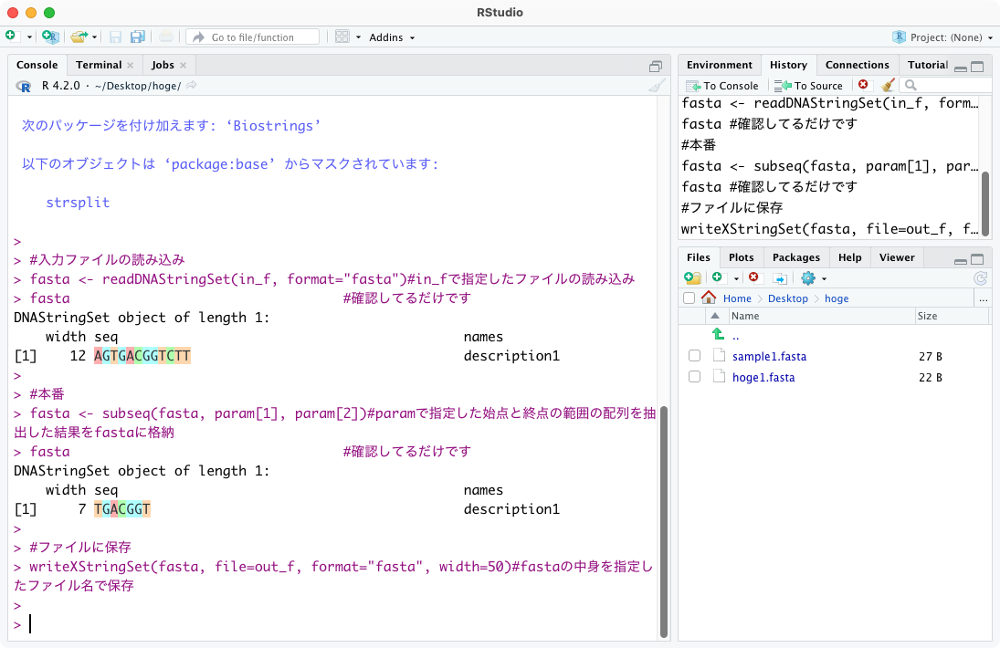 RStudio
Go to file/function
Addins
Project: (None)
Console Terminal Jobs
R 4.2.0 · ~/Desktop/hoge/
次のパッケージを付け加えます: ‘Biostrings’
以下のオブジェクトは ‘package:base’ からマスクされています:
strsplit
>
> #入力ファイルの読み込み
> fasta <- readDNAStringSet(in_f, format="fasta")#in_fで指定したファイルの読み込み
> fasta #確認してるだけです
DNAStringSet object of length 1:
width seq names
[1] 12 AGTGACGGTCTT description1
>
> #本番
> fasta <- subseq(fasta, param[1], param[2])#paramで指定した始点と終点の範囲の配列を抽
出した結果をfastaに格納
> fasta #確認してるだけです
DNAStringSet object of length 1:
width seq names
[1] 7 TGACGGT description1
>
> #ファイルに保存
> writeXStringSet(fasta, file=out_f, format="fasta", width=50)#fastaの中身を指定し
たファイル名で保存
>
>
Environment History Connections Tutorial
To Console To Source
fasta <- readDNAStringSet(in_f, form…
fasta #確認してるだけです
#本番
fasta <- subseq(fasta, param[1], par…
fasta #確認してるだけです
#ファイルに保存
writeXStringSet(fasta, file=out_f, f…
Files Plots Packages Help Viewer
Home Desktop hoge ...
Name Size
..
sample1.fasta 27 B
hoge1.fasta 22 B